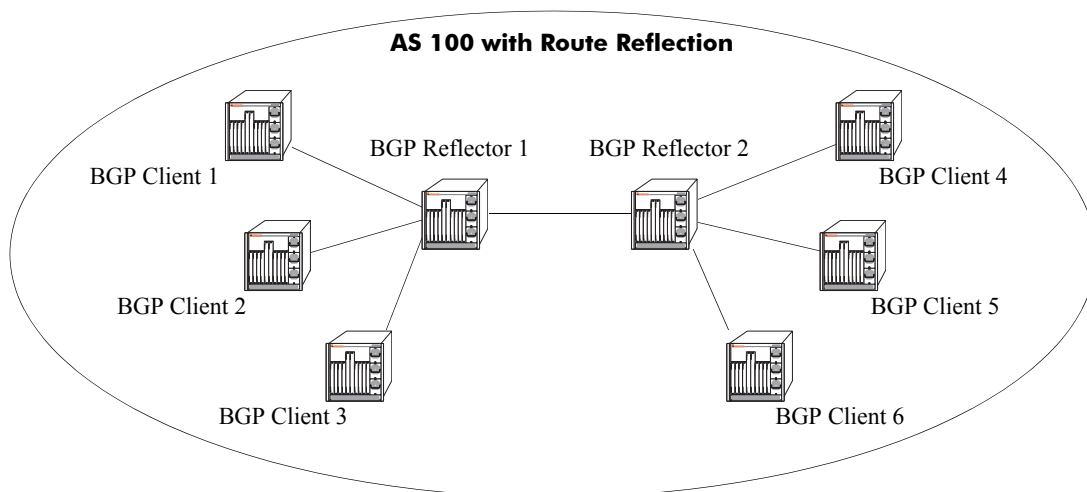 AS 100 with Route Reflection
BGP Client 1
BGP Reflector 1
BGP Reflector 2
BGP Client 4
BGP Client 2
BGP Client 5
BGP Client 3
BGP Client 6